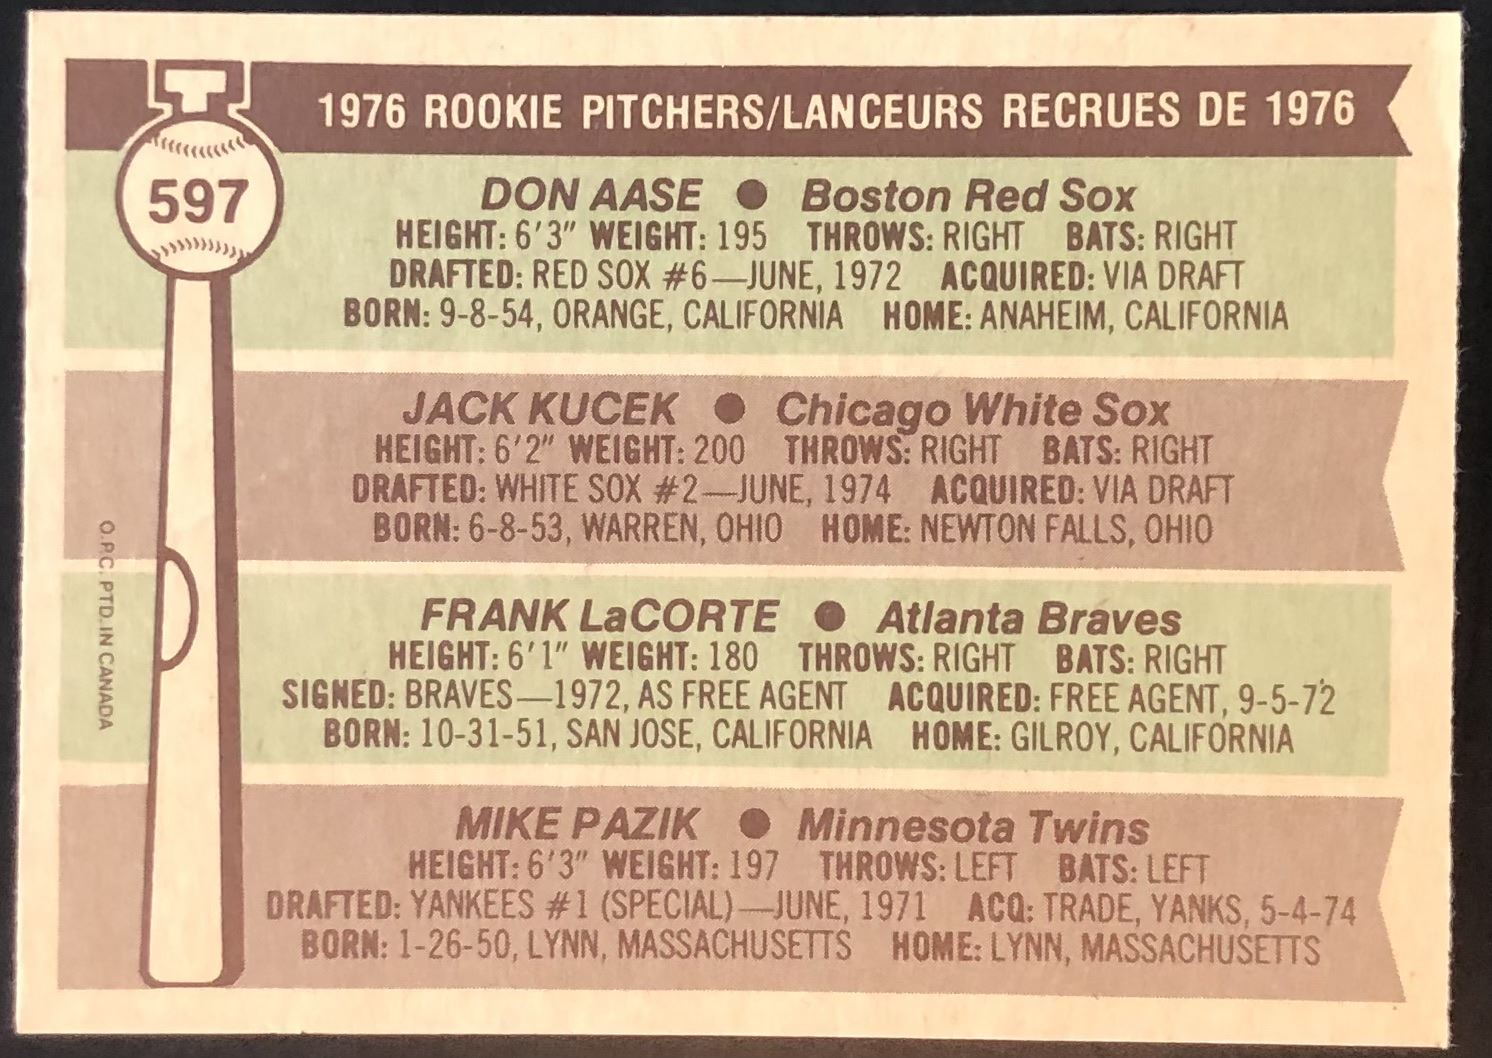 1976 ROOKIE PITCHERS/LANCEURS RECRUES DE 1976
597
DON AASE ● Boston Red Sox
HEIGHT: 6'3" WEIGHT: 195 THROWS: RIGHT BATS: RIGHT
DRAFTED: RED SOX #6—JUNE, 1972 ACQUIRED: VIA DRAFT
BORN: 9-8-54, ORANGE, CALIFORNIA HOME: ANAHEIM, CALIFORNIA
JACK KUCEK ● Chicago White Sox
HEIGHT: 6'2" WEIGHT: 200 THROWS: RIGHT BATS: RIGHT
DRAFTED: WHITE SOX #2—JUNE, 1974 ACQUIRED: VIA DRAFT
BORN: 6-8-53, WARREN, OHIO HOME: NEWTON FALLS, OHIO
FRANK LaCORTE ● Atlanta Braves
HEIGHT: 6'1" WEIGHT: 180 THROWS: RIGHT BATS: RIGHT
SIGNED: BRAVES—1972, AS FREE AGENT ACQUIRED: FREE AGENT, 9-5-72
BORN: 10-31-51, SAN JOSE, CALIFORNIA HOME: GILROY, CALIFORNIA
MIKE PAZIK ● Minnesota Twins
HEIGHT: 6'3" WEIGHT: 197 THROWS: LEFT BATS: LEFT
DRAFTED: YANKEES #1 (SPECIAL)—JUNE, 1971 ACQ: TRADE, YANKS, 5-4-74
BORN: 1-26-50, LYNN, MASSACHUSETTS HOME: LYNN, MASSACHUSETTS
O.P.C. PTD. IN CANADA